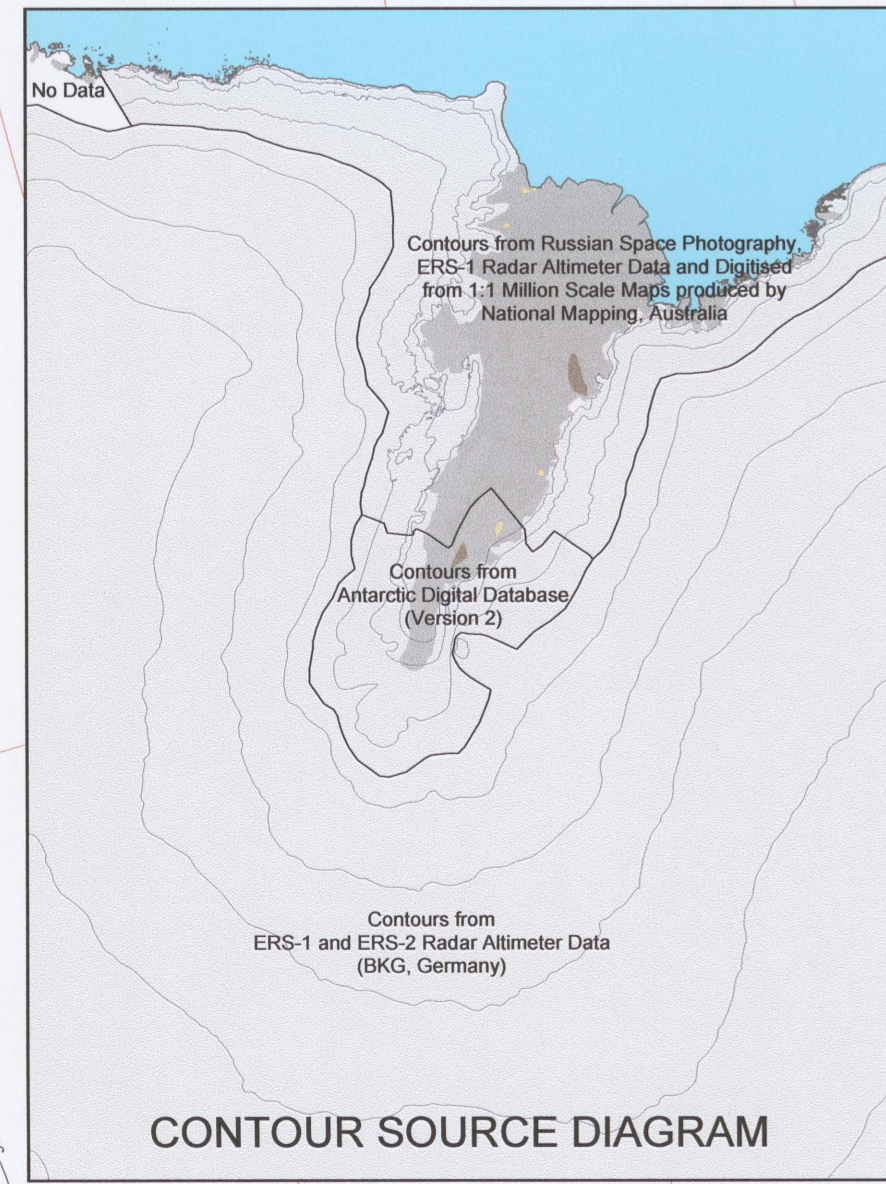 No Data
Contours from Russian Space Photography,
ERS-1 Radar Altimeter Data and Digitised
from 1:1 Million Scale Maps produced by
National Mapping, Australia
Contours from
Antarctic Digital Database
(Version 2)
Contours from
ERS-1 and ERS-2 Radar Altimeter Data
(BKG, Germany)
CONTOUR SOURCE DIAGRAM